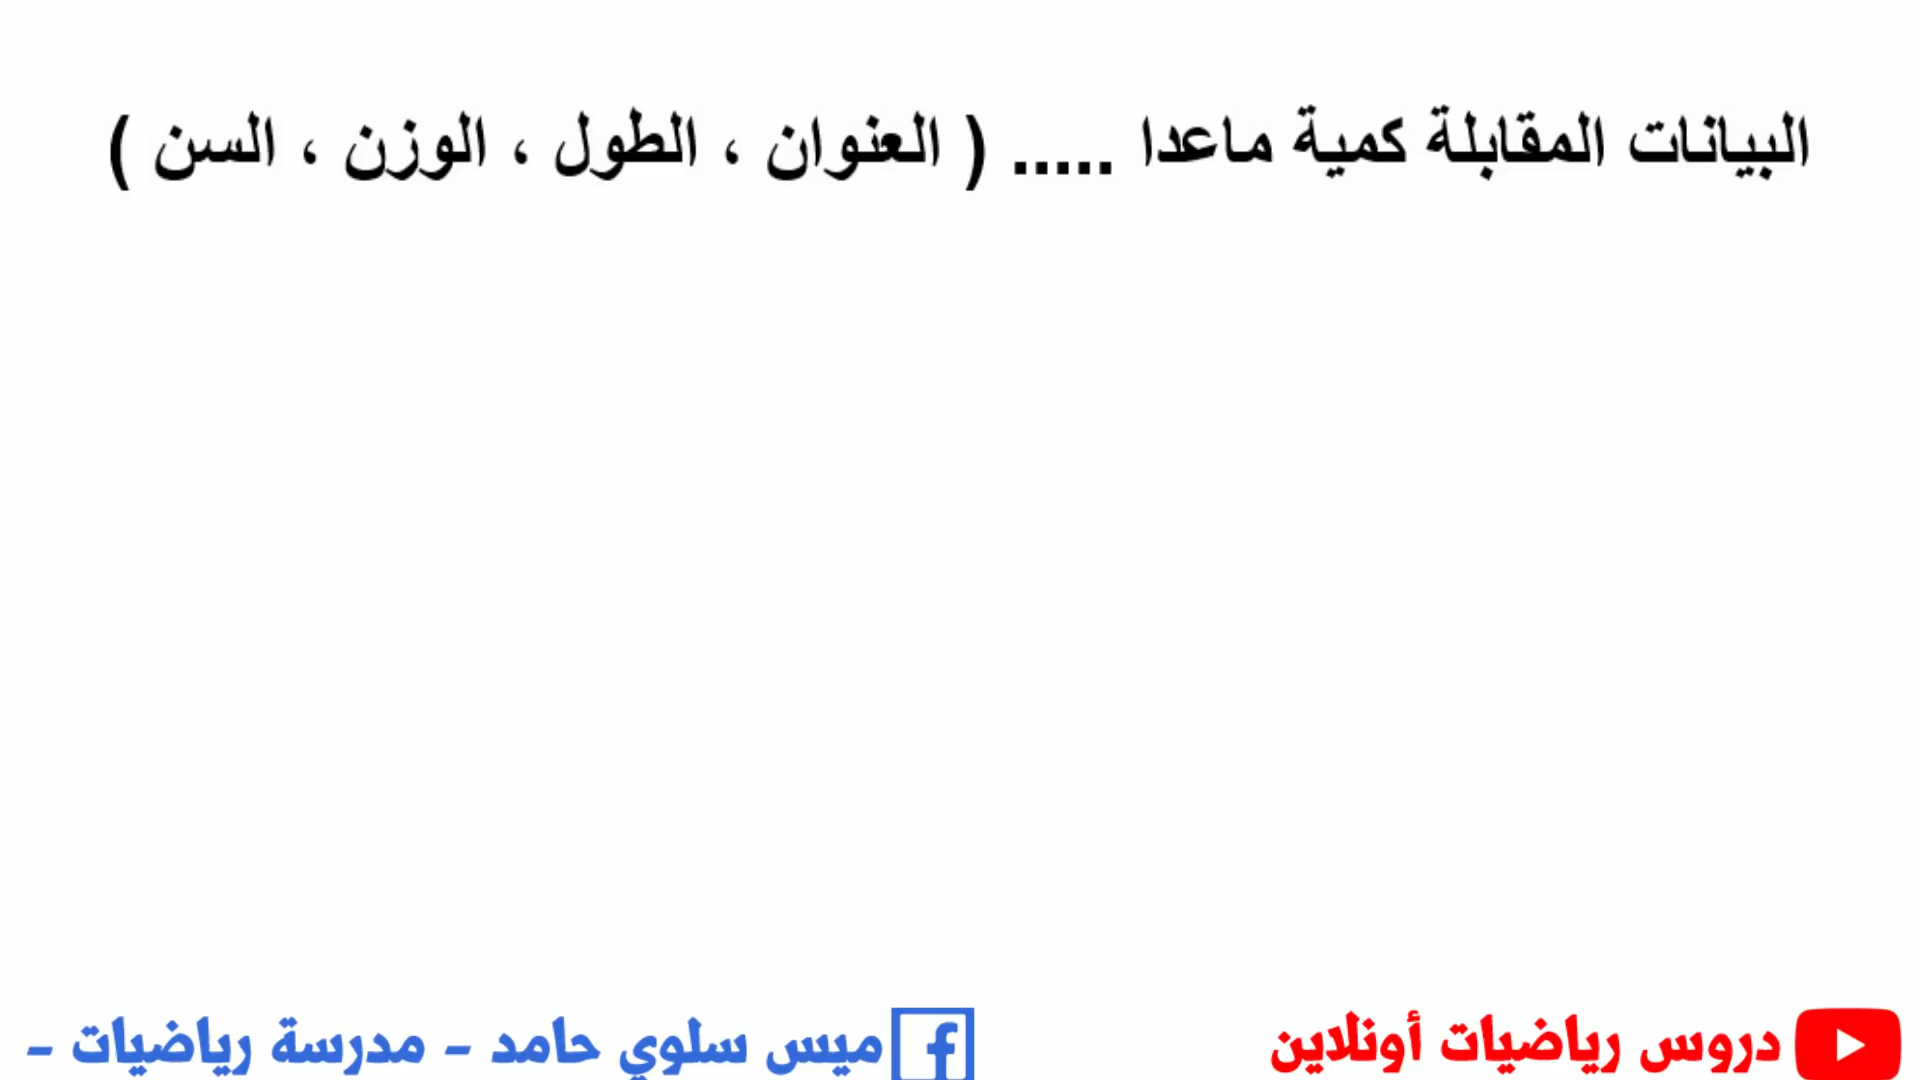 البيانات المقابلة كمية ماعدا ..... ( العنوان ، الطول ، الوزن ، السن )
دروس رياضيات أونلاين
ميس سلوي حامد - مدرسة رياضيات -